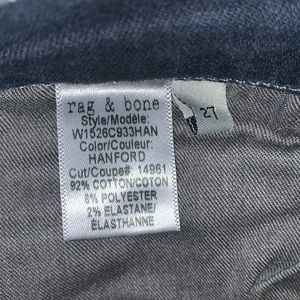 rag & bone
Style/Modèle:
W1526C933HAN
Color/Couleur:
HANFORD
Cut/Coupe#: 14961
92% COTTON/COTON
6% POLYESTER
2% ELASTANE/
ÉLASTHANNE
27